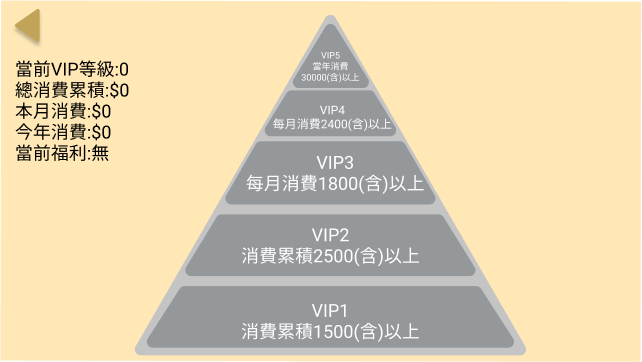 當前VIP等級:0
總消費累積:$0
本月消費:$0
今年消費:$0
當前福利:無
VIP5
當年消費
30000(含)以上
VIP4
每月消費2400(含)以上
VIP3
每月消費1800(含)以上
VIP2
消費累積2500(含)以上
VIP1
消費累積1500(含)以上